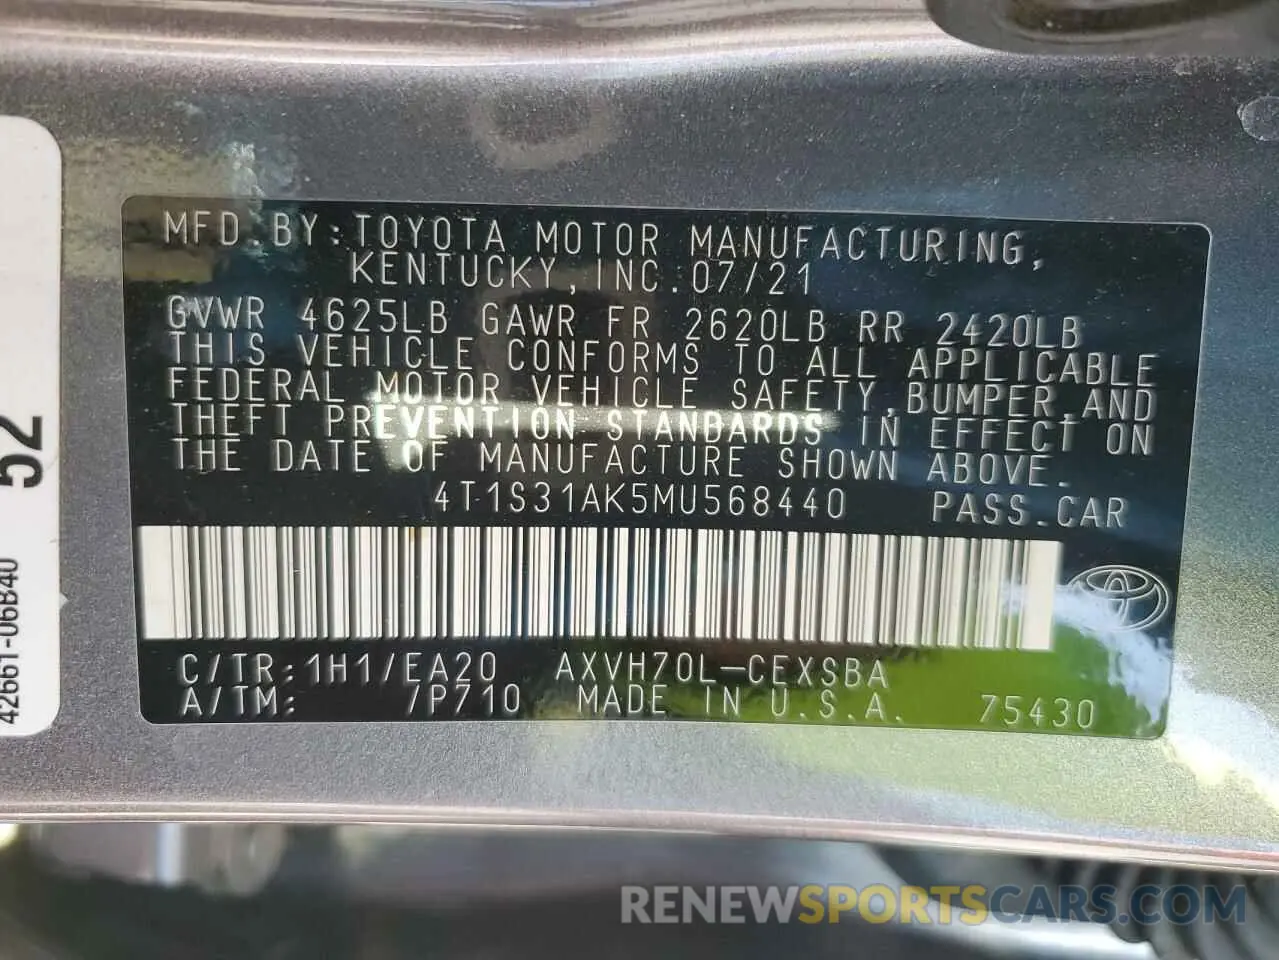 MFD.BY:TOYOTA MOTOR MANUFACTURING,
KENTUCKY,INC.07/21
GVWR 4625LB GAWR FR 2620LB RR 2420LB
THIS VEHICLE CONFORMS TO ALL APPLICABLE
FEDERAL MOTOR VEHICLE SAFETY,BUMPER,AND
THEFT PREVENTION STANDARDS IN EFFECT ON
THE DATE OF MANUFACTURE SHOWN ABOVE.
4T1S31AK5MU568440 PASS.CAR
C/TR:1H1/EA20 AXVH70L-CEXSBA
A/TM: /P710 MADE IN U.S.A. 75430
52
42661-06B40
RENEWSPORTSCARS.COM